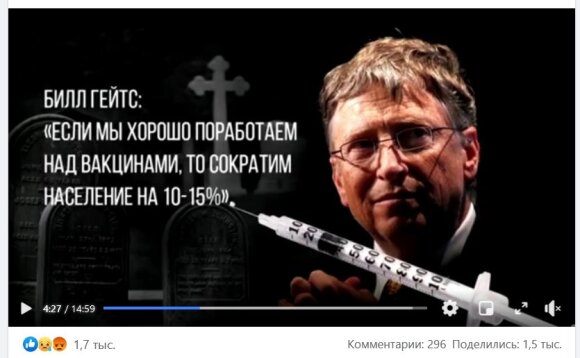 БИЛЛ ГЕЙТС:
«ЕСЛИ МЫ ХОРОШО ПОРАБОТАЕМ
НАД ВАКЦИНАМИ, ТО СОКРАТИМ
НАСЕЛЕНИЕ НА 10-15%».
4:27 / 14:59
1,7 тыс.
Комментарии: 296 Поделились: 1,5 тыс.